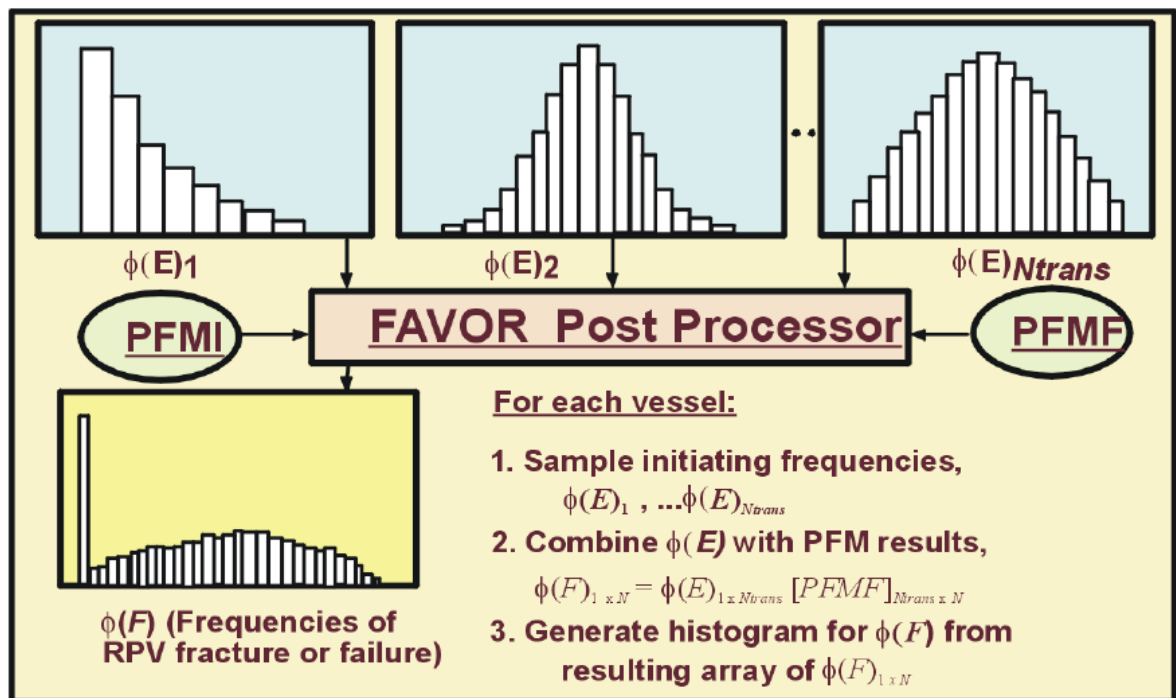 ϕ(E)1
ϕ(E)2
..
ϕ(E)Ntrans
PFMI
FAVOR Post Processor
PFMF
For each vessel:
1. Sample initiating frequencies,
ϕ(E)1 , ...ϕ(E)Ntrans
2. Combine ϕ(E) with PFM results,
ϕ(F)1 x N = ϕ(E)1 x Ntrans [PFMF]Ntrans x N
3. Generate histogram for ϕ(F) from
resulting array of ϕ(F)1 x N
ϕ(F) (Frequencies of
RPV fracture or failure)